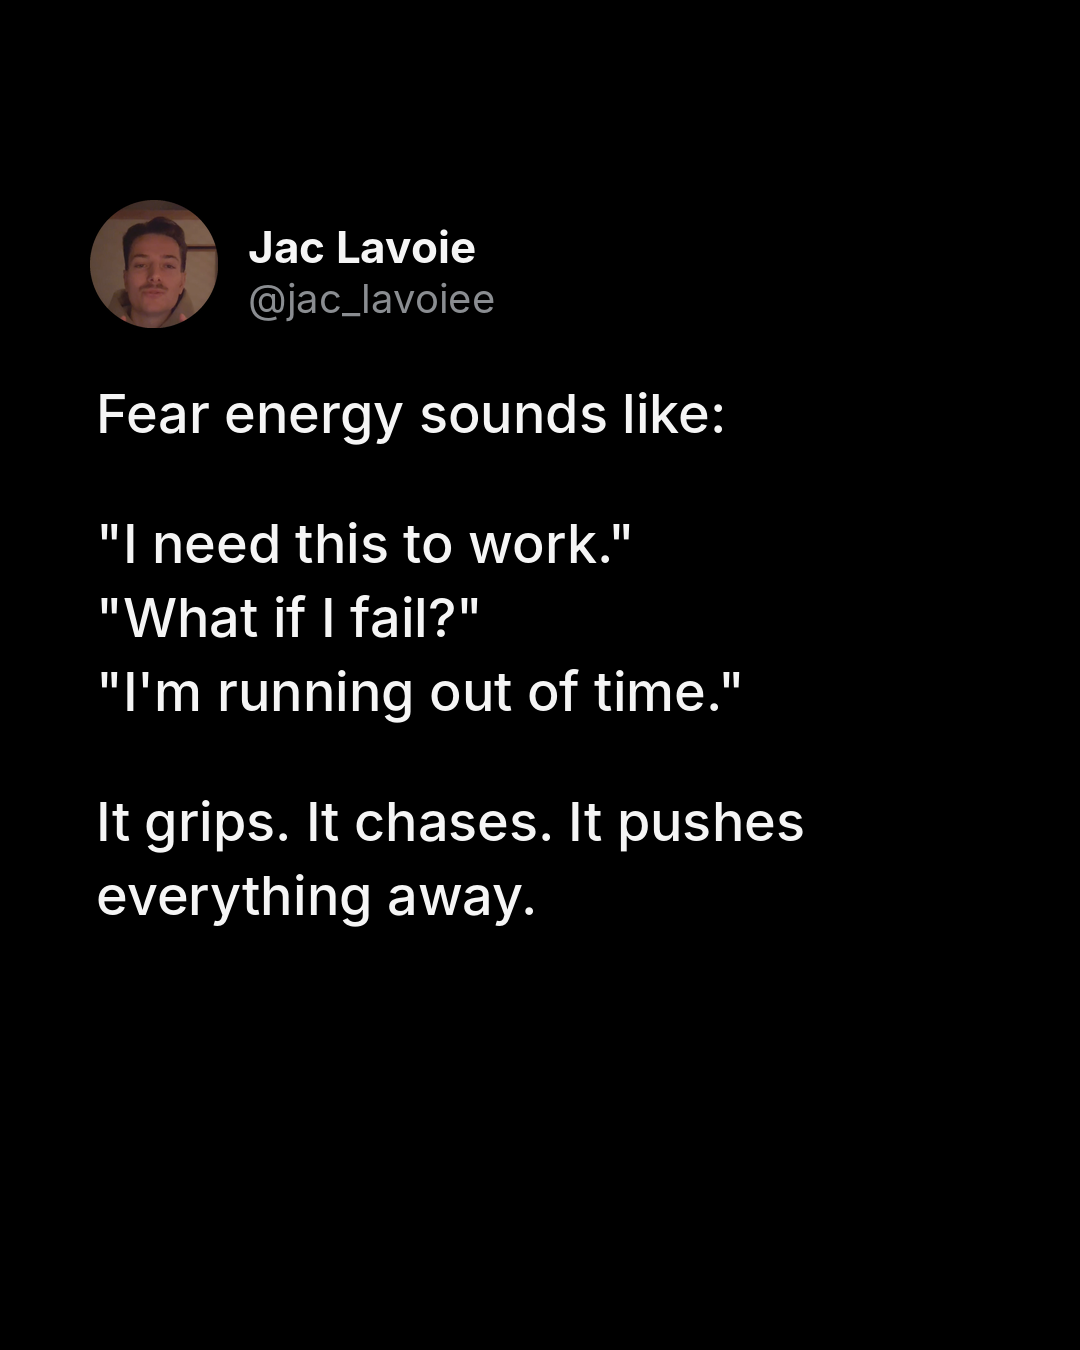 Jac Lavoie
@jac_lavoiee
Fear energy sounds like:
"I need this to work."
"What if I fail?"
"I'm running out of time."
It grips. It chases. It pushes
everything away.